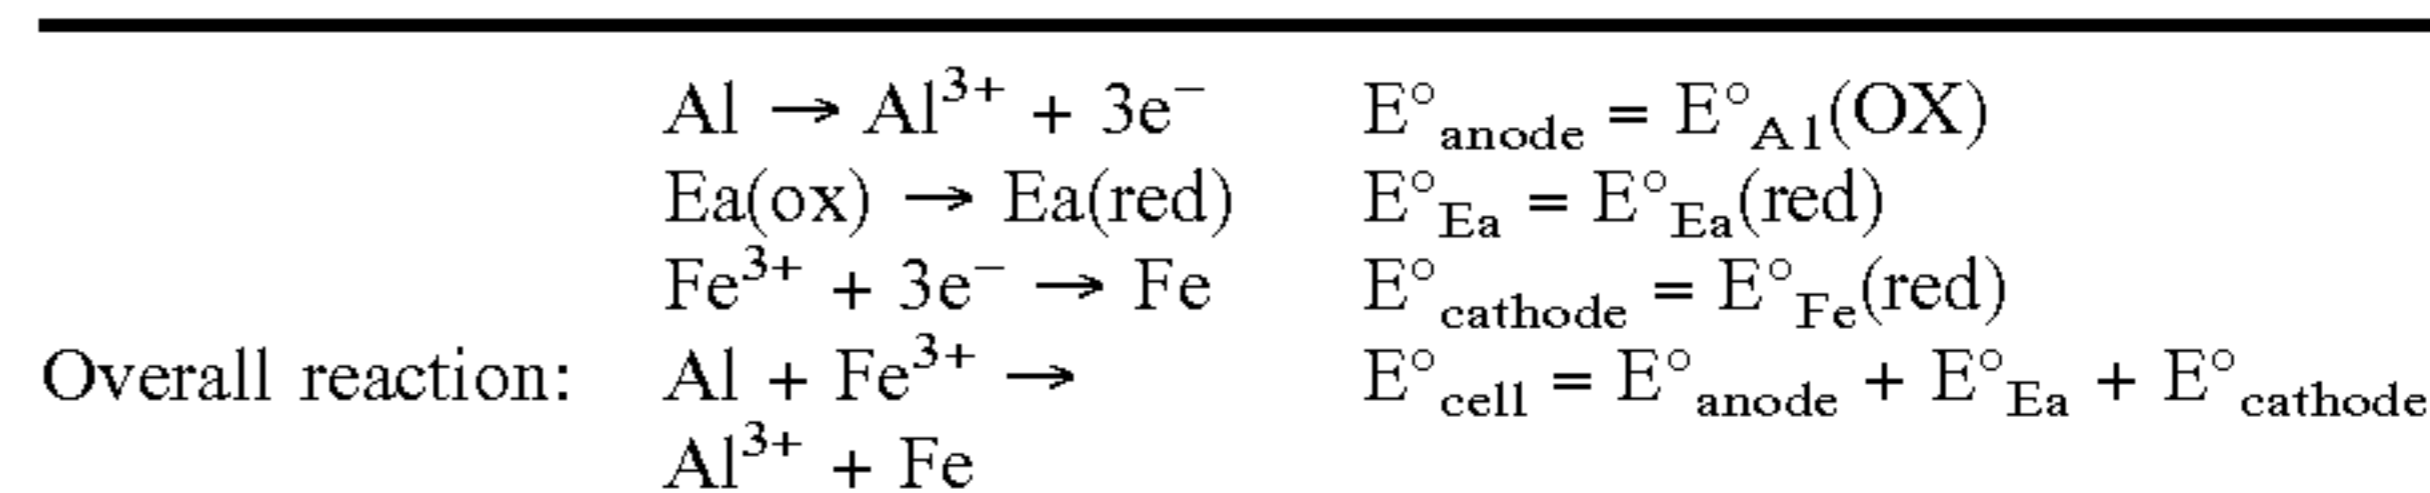 Al → Al³⁺ + 3e⁻ E°anode = E°Al(OX)
Ea(ox) → Ea(red) E°Ea = E°Ea(red)
Fe³⁺ + 3e⁻ → Fe E°cathode = E°Fe(red)
Overall reaction: Al + Fe³⁺ → E°cell = E°anode + E°Ea + E°cathode
Al³⁺ + Fe